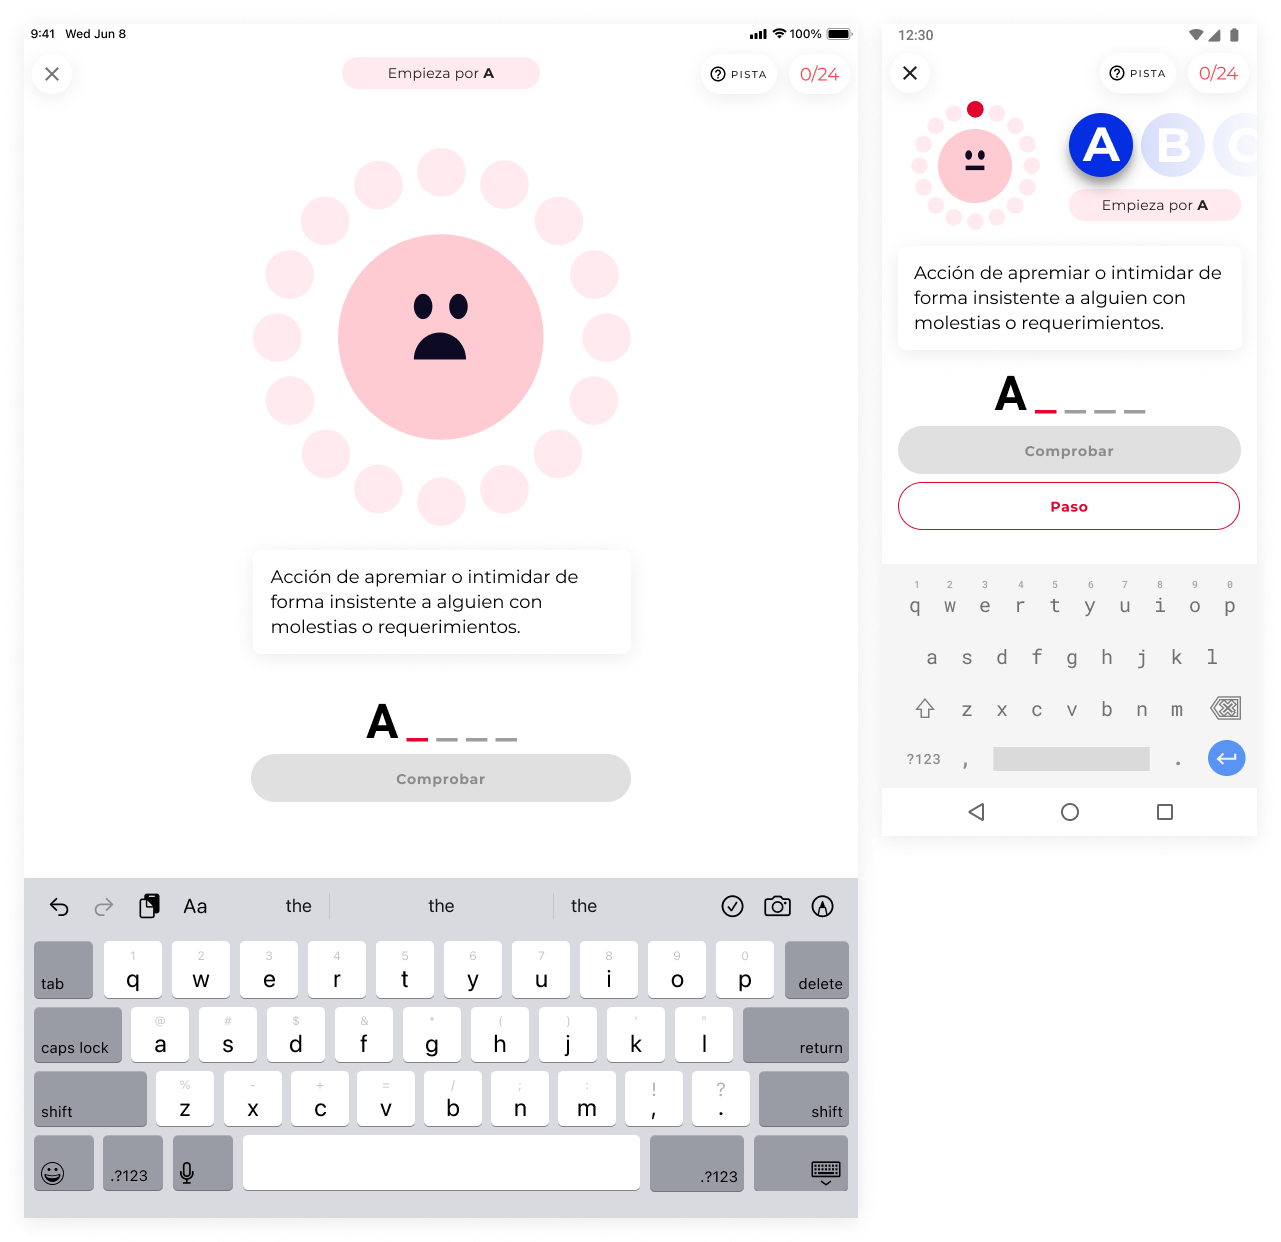 9:41 Wed Jun 8
100%
Empieza por A
PISTA
0/24
Acción de apremiar o intimidar de
forma insistente a alguien con
molestias o requerimientos.
A _ _ _ _
Comprobar
Aa the the the
1 2 3 4 5 6 7 8 9 0
tab q w e r t y u i o p delete
@ # $ & * ( ) ' "
caps lock a s d f g h j k l return
% - + = / ; : ! ?
shift z x c v b n m , . shift
.?123 .?123
12:30
PISTA
0/24
A B C
Empieza por A
Acción de apremiar o intimidar de
forma insistente a alguien con
molestias o requerimientos.
A _ _ _ _
Comprobar
Paso
1 2 3 4 5 6 7 8 9 0
q w e r t y u i o p
a s d f g h j k l
z x c v b n m
?123 , .